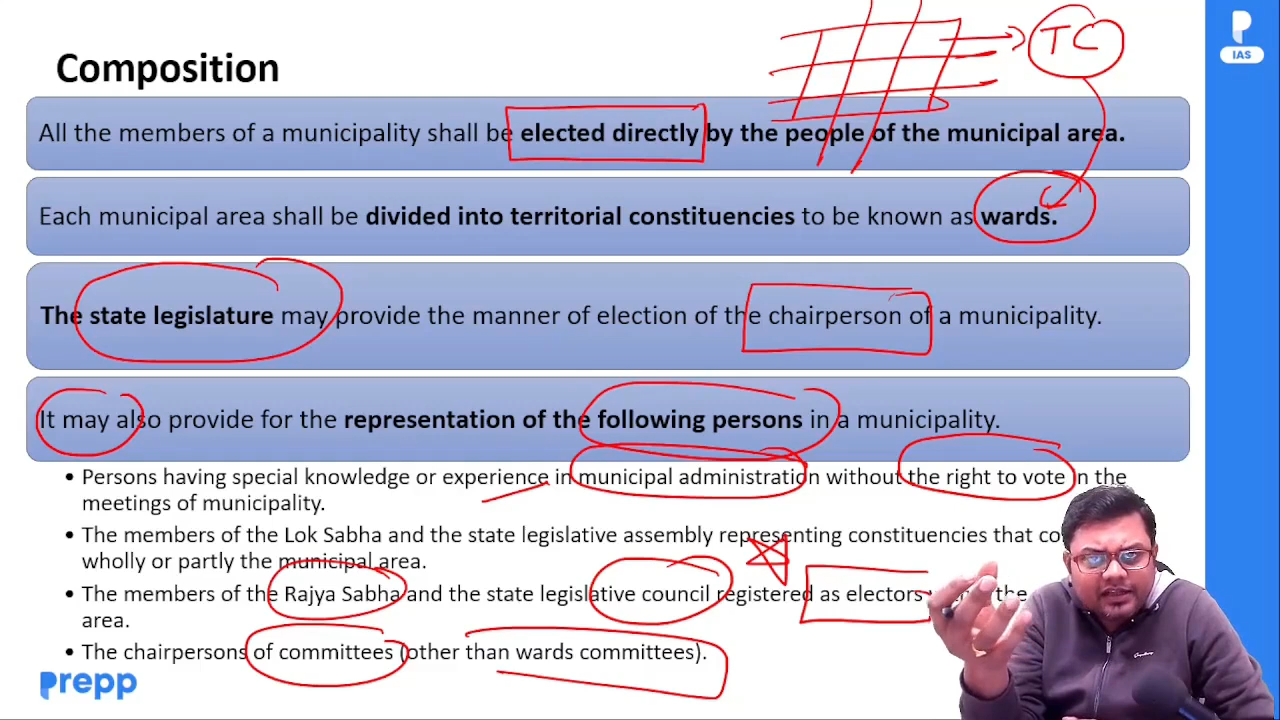 TC
IAS
Composition
All the members of a municipality shall be elected directly by the people of the municipal area.
Each municipal area shall be divided into territorial constituencies to be known as wards.
The state legislature may provide the manner of election of the chairperson of a municipality.
It may also provide for the representation of the following persons in a municipality.
• Persons having special knowledge or experience in municipal administration without the right to vote in the
meetings of municipality.
• The members of the Lok Sabha and the state legislative assembly representing constituencies that
wholly or partly the municipal area.
• The members of the Rajya Sabha and the state legislative council registered as electors the
area.
• The chairpersons of committees (other than wards committees).
prepp